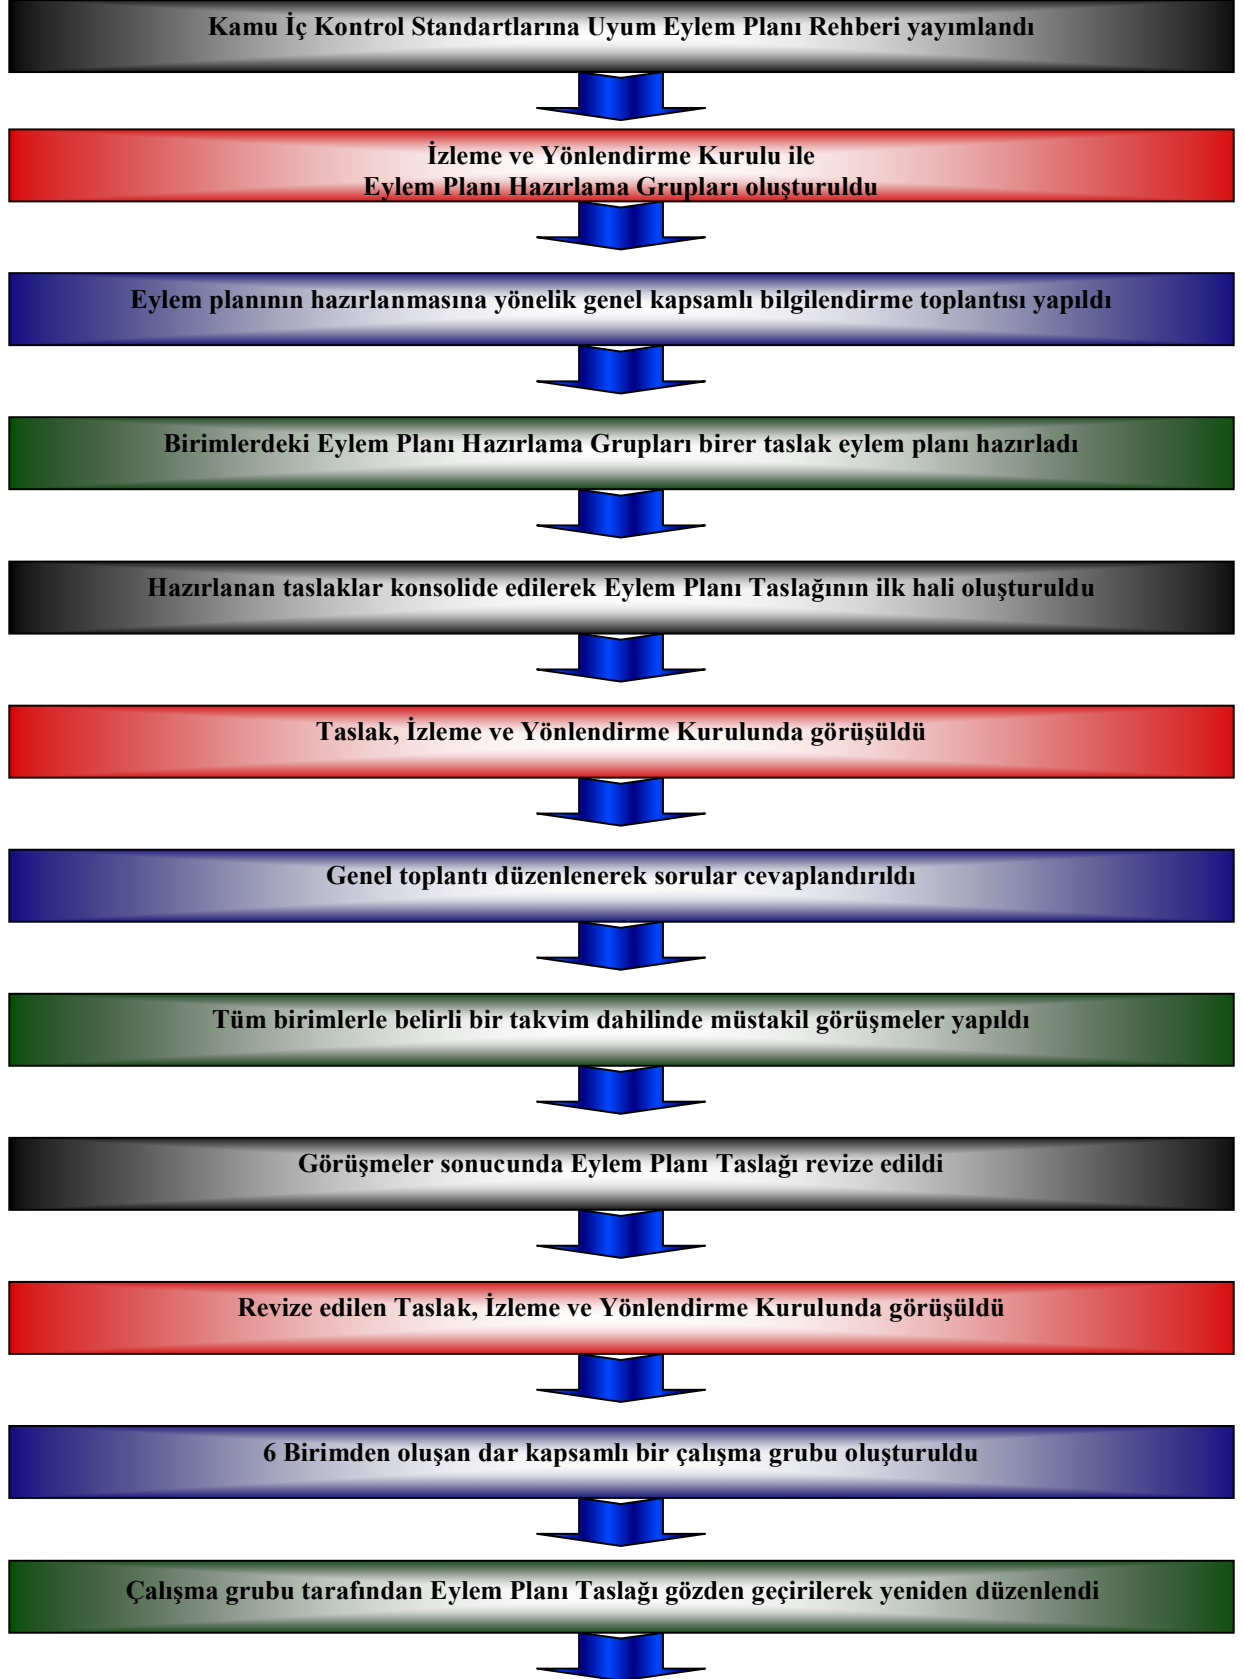 Kamu İç Kontrol Standartlarına Uyum Eylem Planı Rehberi yayımlandı
İzleme ve Yönlendirme Kurulu ile
Eylem Planı Hazırlama Grupları oluşturuldu
Eylem planının hazırlanmasına yönelik genel kapsamlı bilgilendirme toplantısı yapıldı
Birimlerdeki Eylem Planı Hazırlama Grupları birer taslak eylem planı hazırladı
Hazırlanan taslaklar konsolide edilerek Eylem Planı Taslağının ilk hali oluşturuldu
Taslak, İzleme ve Yönlendirme Kurulunda görüşüldü
Genel toplantı düzenlenerek sorular cevaplandırıldı
Tüm birimlerle belirli bir takvim dahilinde müstakil görüşmeler yapıldı
Görüşmeler sonucunda Eylem Planı Taslağı revize edildi
Revize edilen Taslak, İzleme ve Yönlendirme Kurulunda görüşüldü
6 Birimden oluşan dar kapsamlı bir çalışma grubu oluşturuldu
Çalışma grubu tarafından Eylem Planı Taslağı gözden geçirilerek yeniden düzenlendi